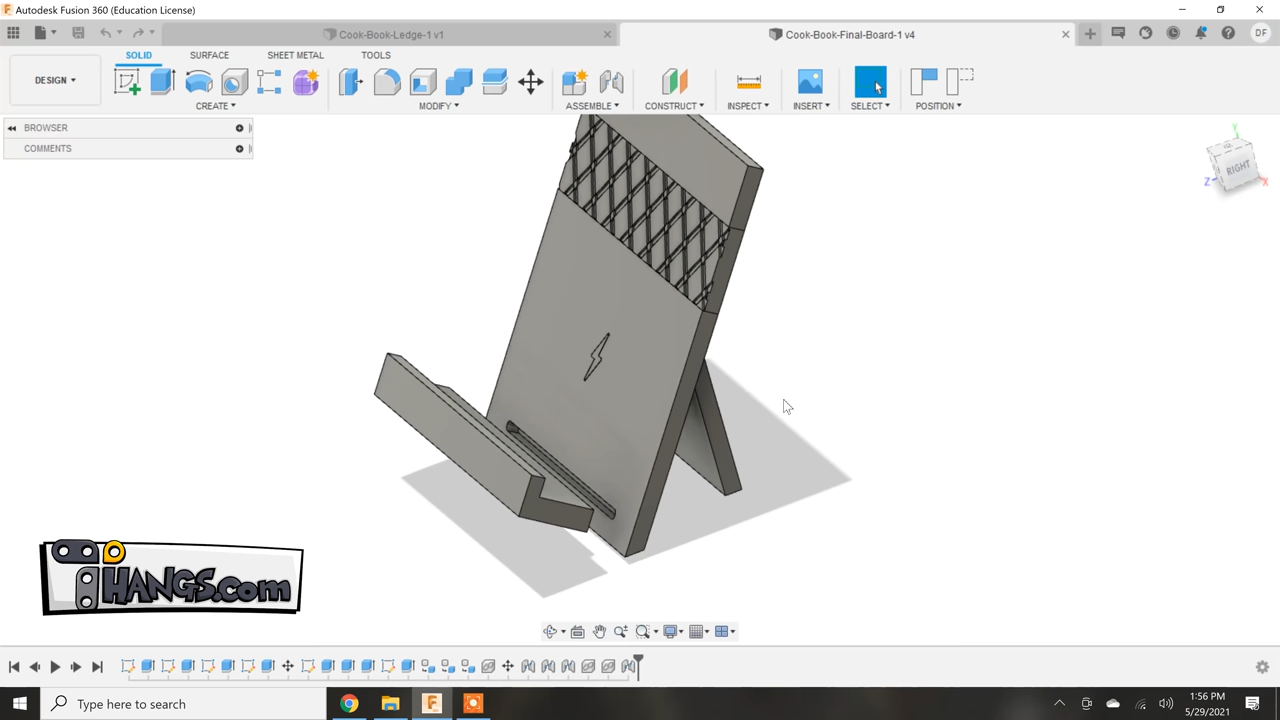 Autodesk Fusion 360 (Education License)
Cook-Book-Ledge-1 v1
Cook-Book-Final-Board-1 v4
DF
SOLID
SURFACE
SHEET METAL
TOOLS
DESIGN
CREATE
MODIFY
ASSEMBLE
CONSTRUCT
INSPECT
INSERT
SELECT
POSITION
BROWSER
COMMENTS
Y
RIGHT
Z
X
HANGS.com
Type here to search
1:56 PM
5/29/2021